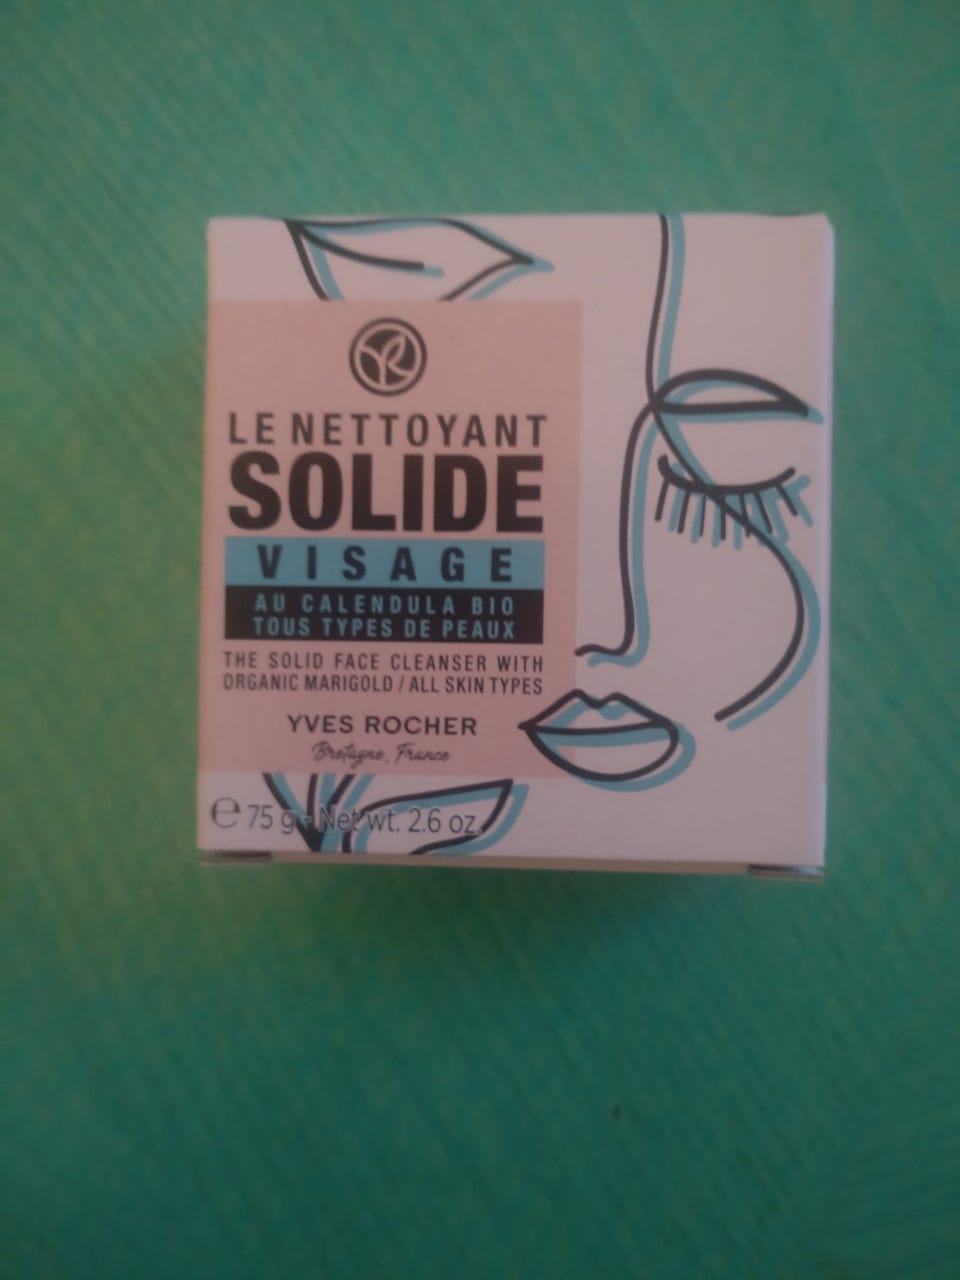 LE NETTOYANT
SOLIDE
VISAGE
AU CALENDULA BIO
TOUS TYPES DE PEAUX
THE SOLID FACE CLEANSER WITH
ORGANIC MARIGOLD / ALL SKIN TYPES
YVES ROCHER
Bretagne, France
℮ 75 g - Net wt. 2.6 oz.